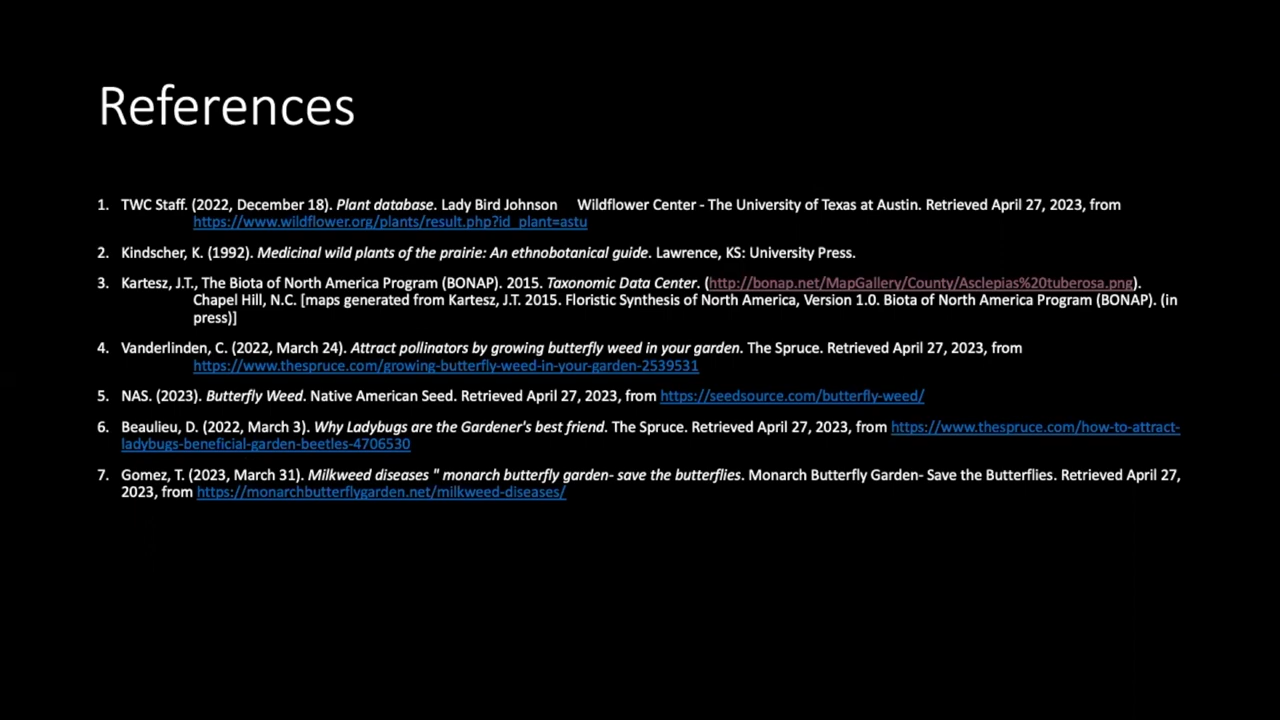 References
1. TWC Staff. (2022, December 18). Plant database. Lady Bird Johnson Wildflower Center - The University of Texas at Austin. Retrieved April 27, 2023, from
https://www.wildflower.org/plants/result.php?id_plant=astu
2. Kindscher, K. (1992). Medicinal wild plants of the prairie: An ethnobotanical guide. Lawrence, KS: University Press.
3. Kartesz, J.T., The Biota of North America Program (BONAP). 2015. Taxonomic Data Center. (http://bonap.net/MapGallery/County/Asclepias%20tuberosa.png).
Chapel Hill, N.C. [maps generated from Kartesz, J.T. 2015. Floristic Synthesis of North America, Version 1.0. Biota of North America Program (BONAP). (in
press)]
4. Vanderlinden, C. (2022, March 24). Attract pollinators by growing butterfly weed in your garden. The Spruce. Retrieved April 27, 2023, from
https://www.thespruce.com/growing-butterfly-weed-in-your-garden-2539531
5. NAS. (2023). Butterfly Weed. Native American Seed. Retrieved April 27, 2023, from https://seedsource.com/butterfly-weed/
6. Beaulieu, D. (2022, March 3). Why Ladybugs are the Gardener's best friend. The Spruce. Retrieved April 27, 2023, from https://www.thespruce.com/how-to-attract-
ladybugs-beneficial-garden-beetles-4706530
7. Gomez, T. (2023, March 31). Milkweed diseases " monarch butterfly garden- save the butterflies. Monarch Butterfly Garden- Save the Butterflies. Retrieved April 27,
2023, from https://monarchbutterflygarden.net/milkweed-diseases/